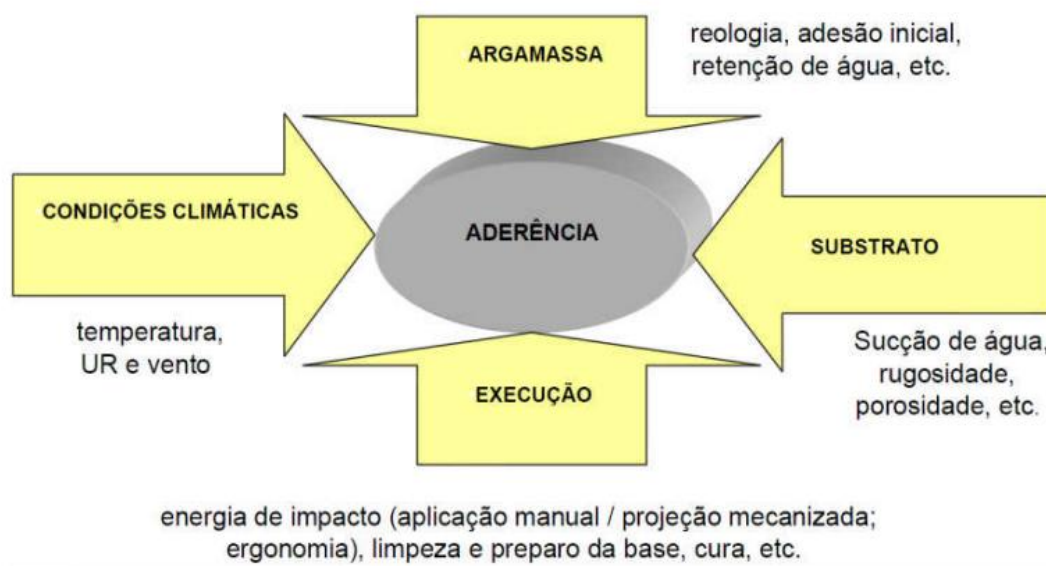 ARGAMASSA
reologia, adesão inicial,
retenção de água, etc.
CONDIÇÕES CLIMÁTICAS
temperatura,
UR e vento
ADERÊNCIA
SUBSTRATO
Sucção de água,
rugosidade,
porosidade, etc.
EXECUÇÃO
energia de impacto (aplicação manual / projeção mecanizada;
ergonomia), limpeza e preparo da base, cura, etc.